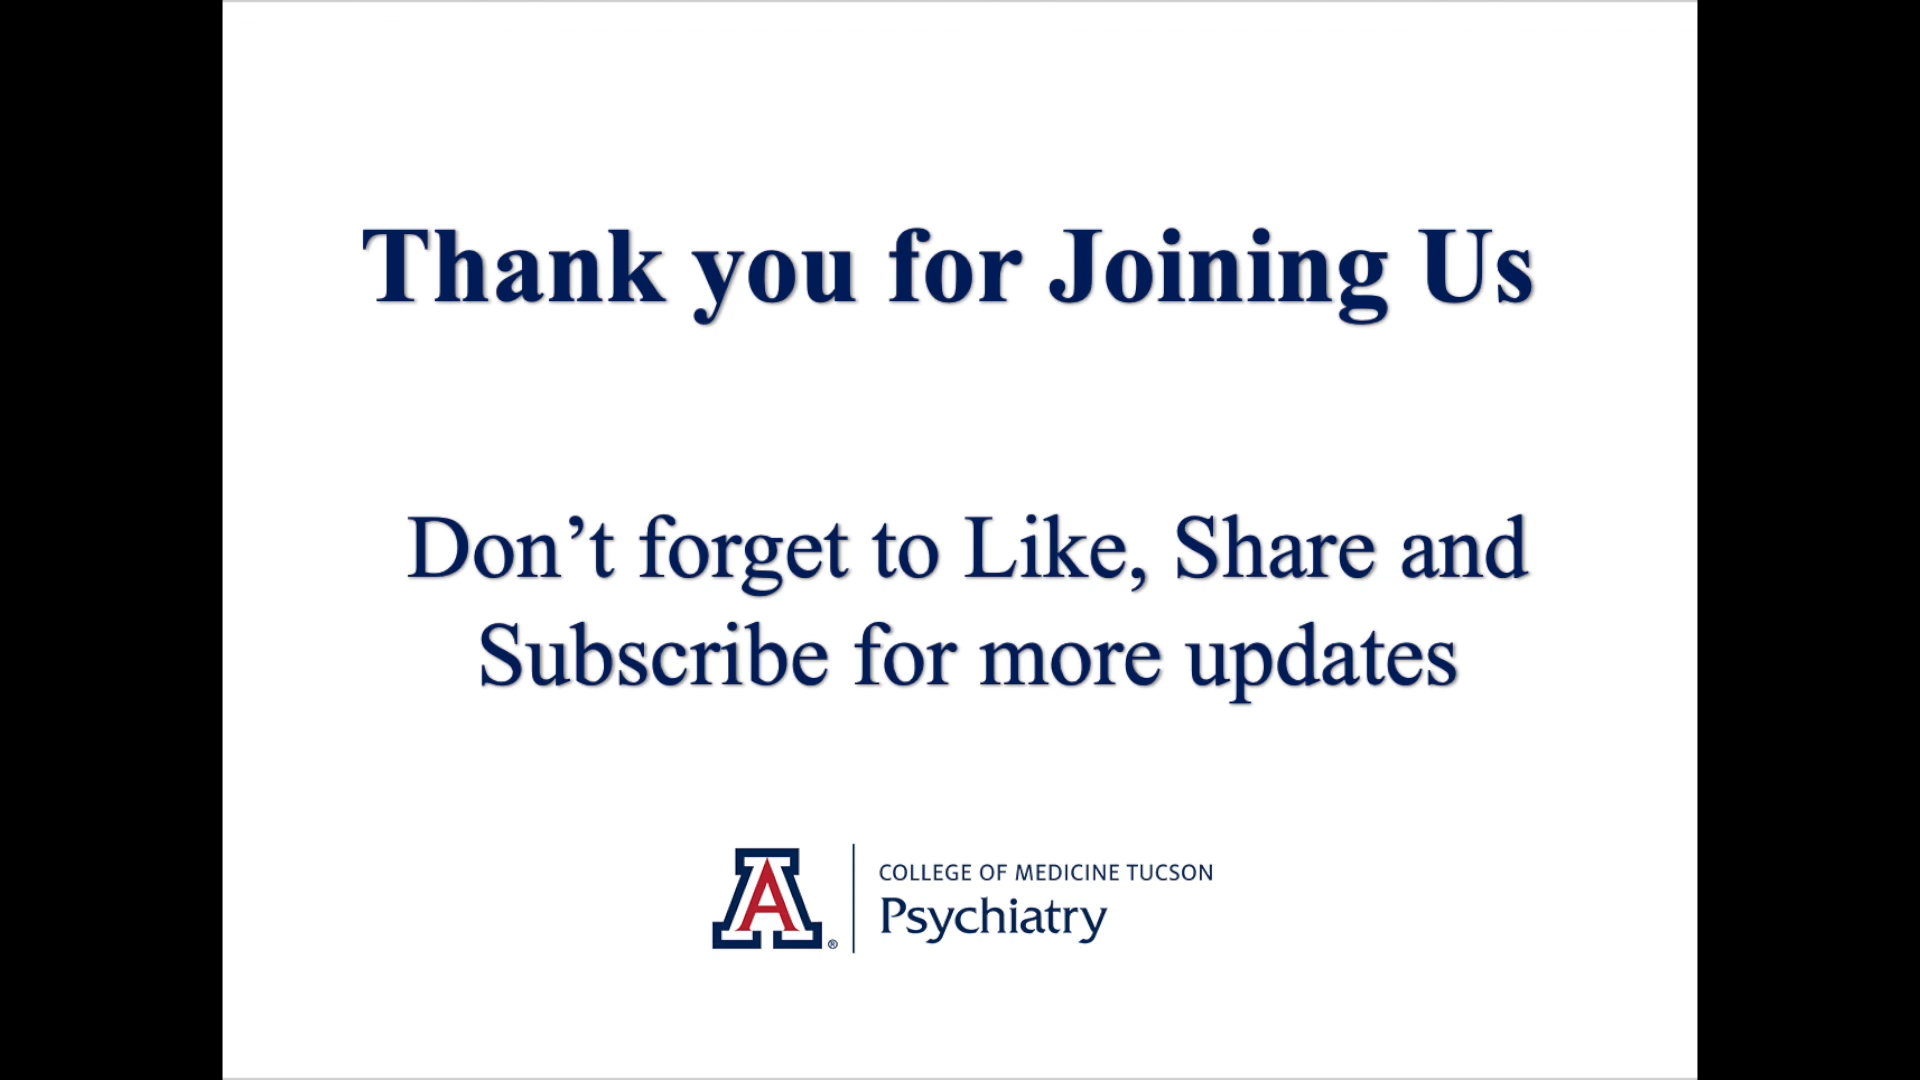 Thank you for Joining Us
Don’t forget to Like, Share and
Subscribe for more updates
A®
COLLEGE OF MEDICINE TUCSON
Psychiatry